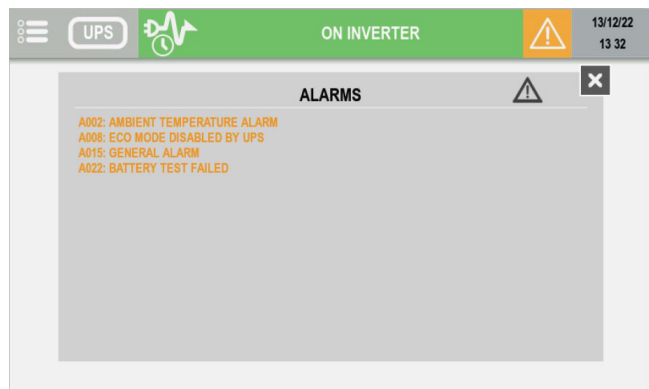 UPS
ON INVERTER
13/12/22
13 32
ALARMS
A002: AMBIENT TEMPERATURE ALARM
A008: ECO MODE DISABLED BY UPS
A015: GENERAL ALARM
A022: BATTERY TEST FAILED